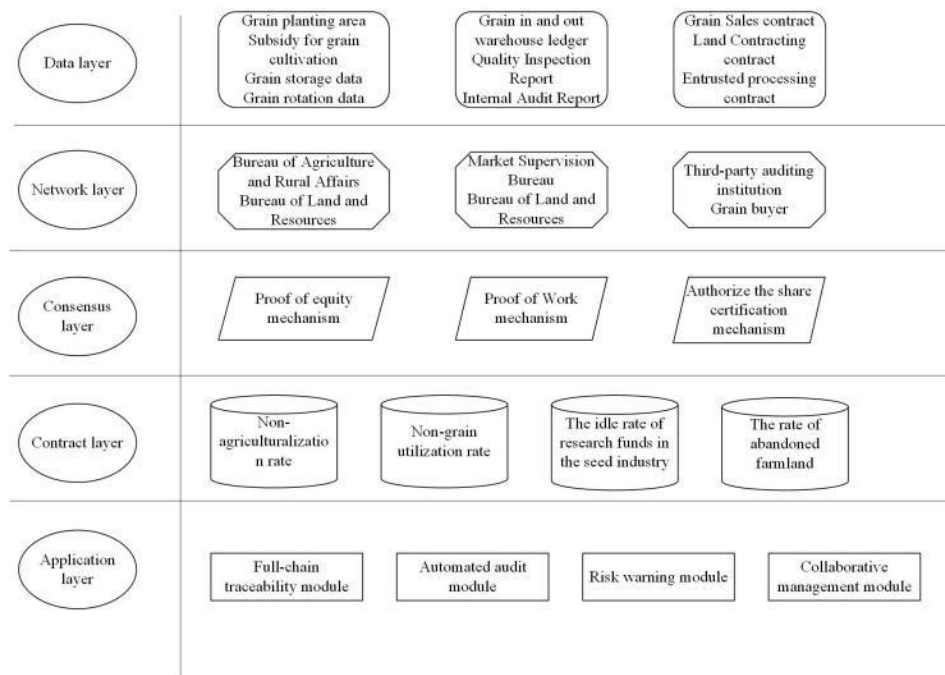 Data layer
Grain planting area
Subsidy for grain
cultivation
Grain storage data
Grain rotation data
Grain in and out
warehouse ledger
Quality Inspection
Report
Internal Audit Report
Grain Sales contract
Land Contracting
contract
Entrusted processing
contract
Network layer
Bureau of Agriculture
and Rural Affairs
Bureau of Land and
Resources
Market Supervision
Bureau
Bureau of Land and
Resources
Third-party auditing
institution
Grain buyer
Consensus
layer
Proof of equity
mechanism
Proof of Work
mechanism
Authorize the share
certification
mechanism
Contract layer
Non-
agriculturalizatio
n rate
Non-grain
utilization rate
The idle rate of
research funds in
the seed industry
The rate of
abandoned
farmland
Application
layer
Full-chain
traceability module
Automated audit
module
Risk warning module
Collaborative
management module